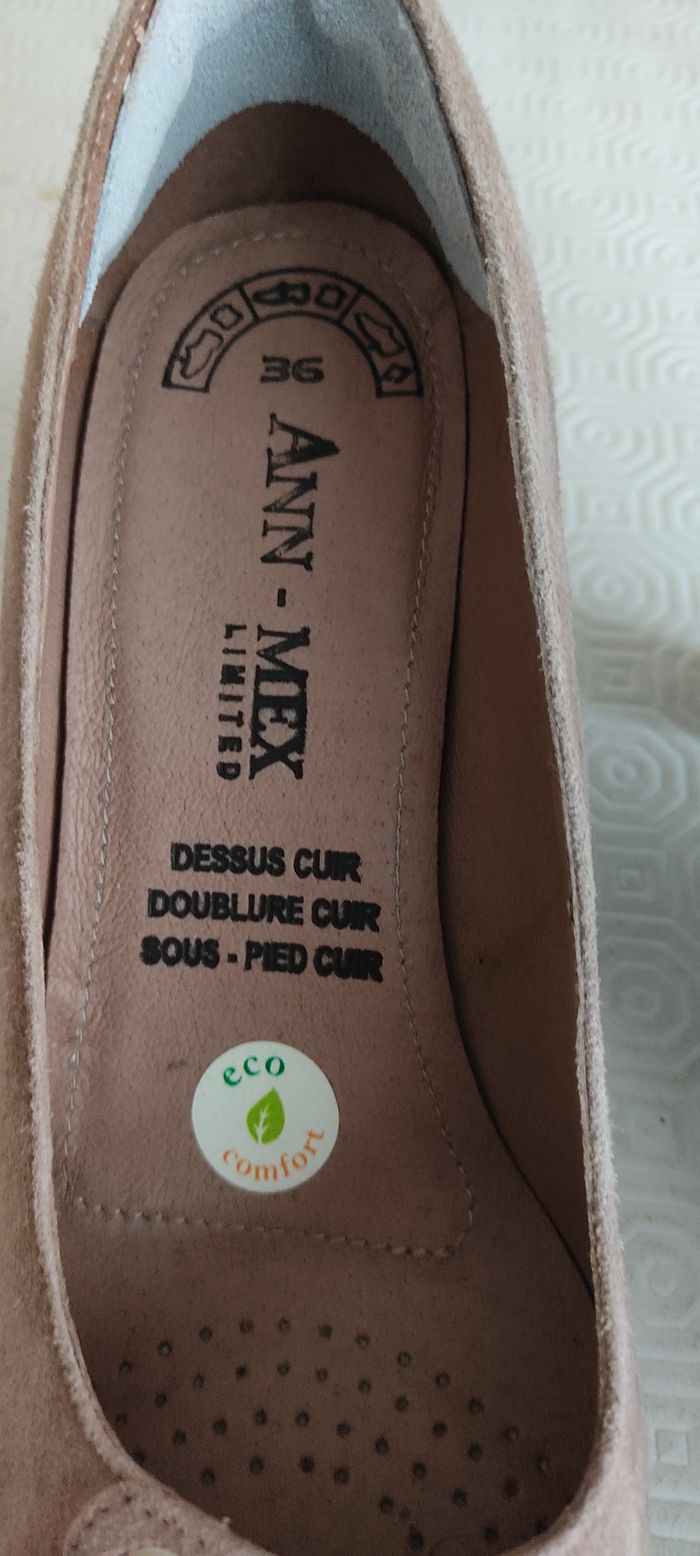 36
ANN - MEX
LIMITED
DESSUS CUIR
DOUBLURE CUIR
SOUS - PIED CUIR
eco
comfort